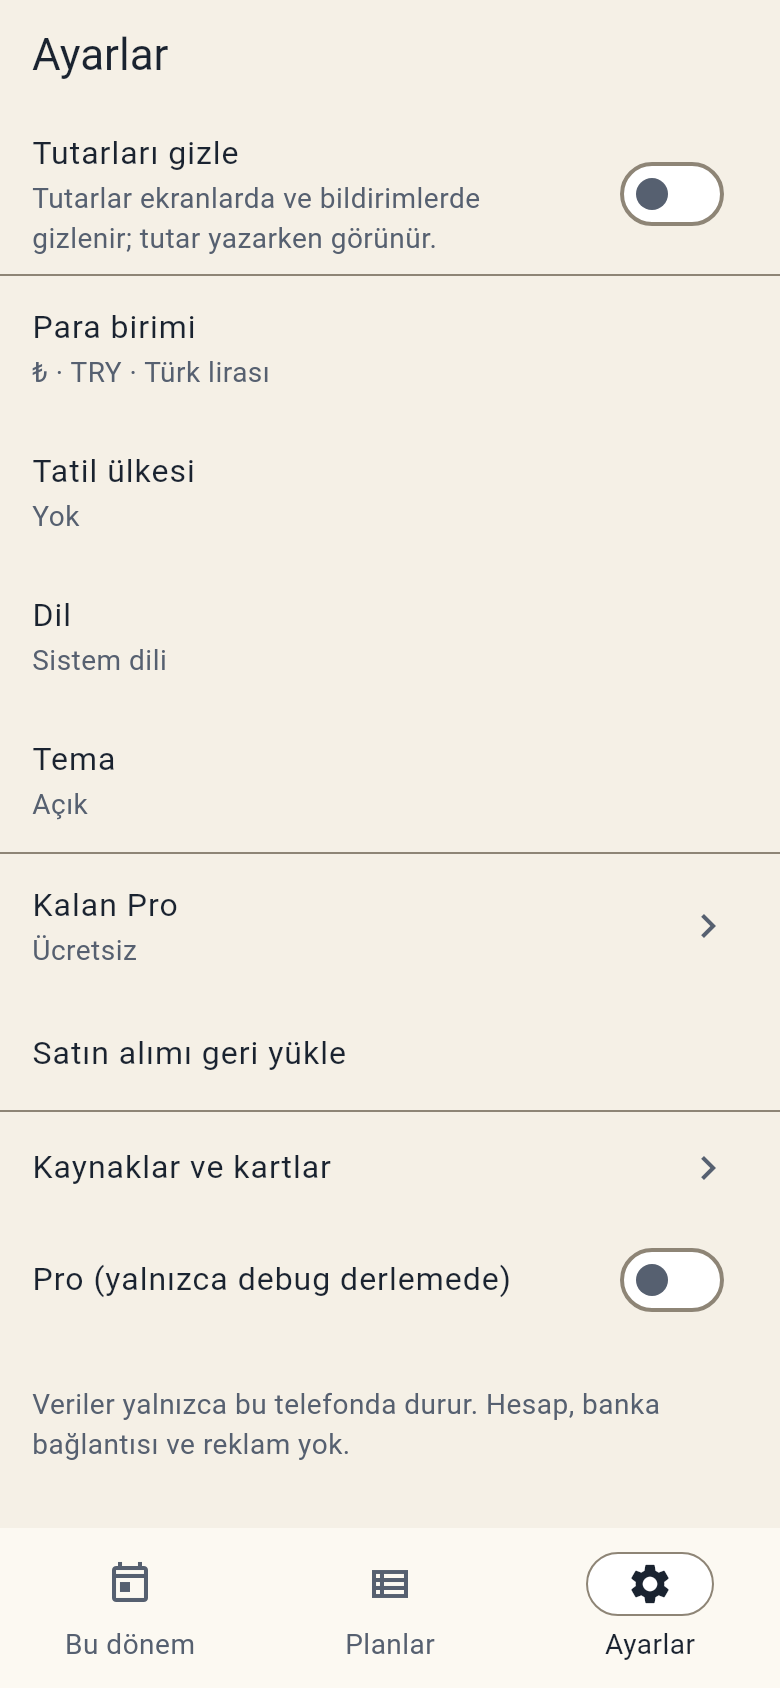 Ayarlar
Tutarları gizle
Tutarlar ekranlarda ve bildirimlerde
gizlenir; tutar yazarken görünür.
Para birimi
₺ · TRY · Türk lirası
Tatil ülkesi
Yok
Dil
Sistem dili
Tema
Açık
Kalan Pro
Ücretsiz
Satın alımı geri yükle
Kaynaklar ve kartlar
Pro (yalnızca debug derlemede)
Veriler yalnızca bu telefonda durur. Hesap, banka
bağlantısı ve reklam yok.
Bu dönem
Planlar
Ayarlar